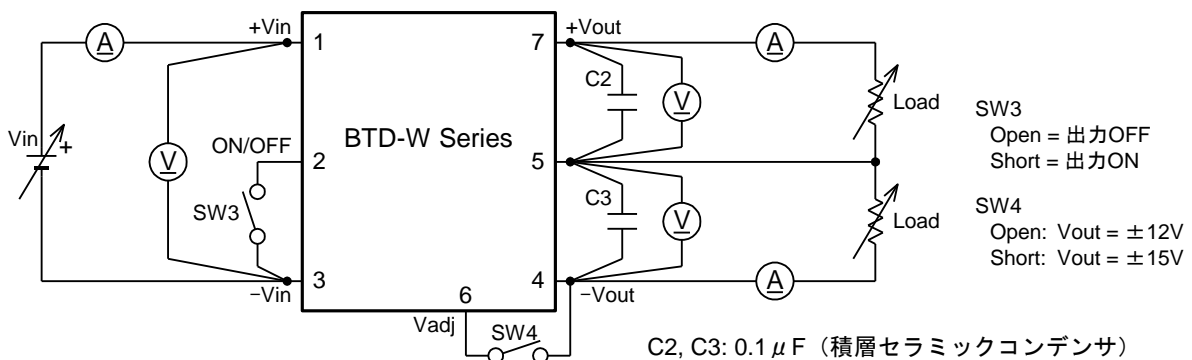 A
+Vin
1
7
+Vout
A
C2
V
Load
Vin
+
V
ON/OFF
2
BTD-W Series
5
SW3
Open = 出力OFF
Short = 出力ON
SW3
C3
V
Load
SW4
Open: Vout = ±12V
Short: Vout = ±15V
−Vin
3
6
4
−Vout
A
Vadj
SW4
C2, C3: 0.1μF（積層セラミックコンデンサ）